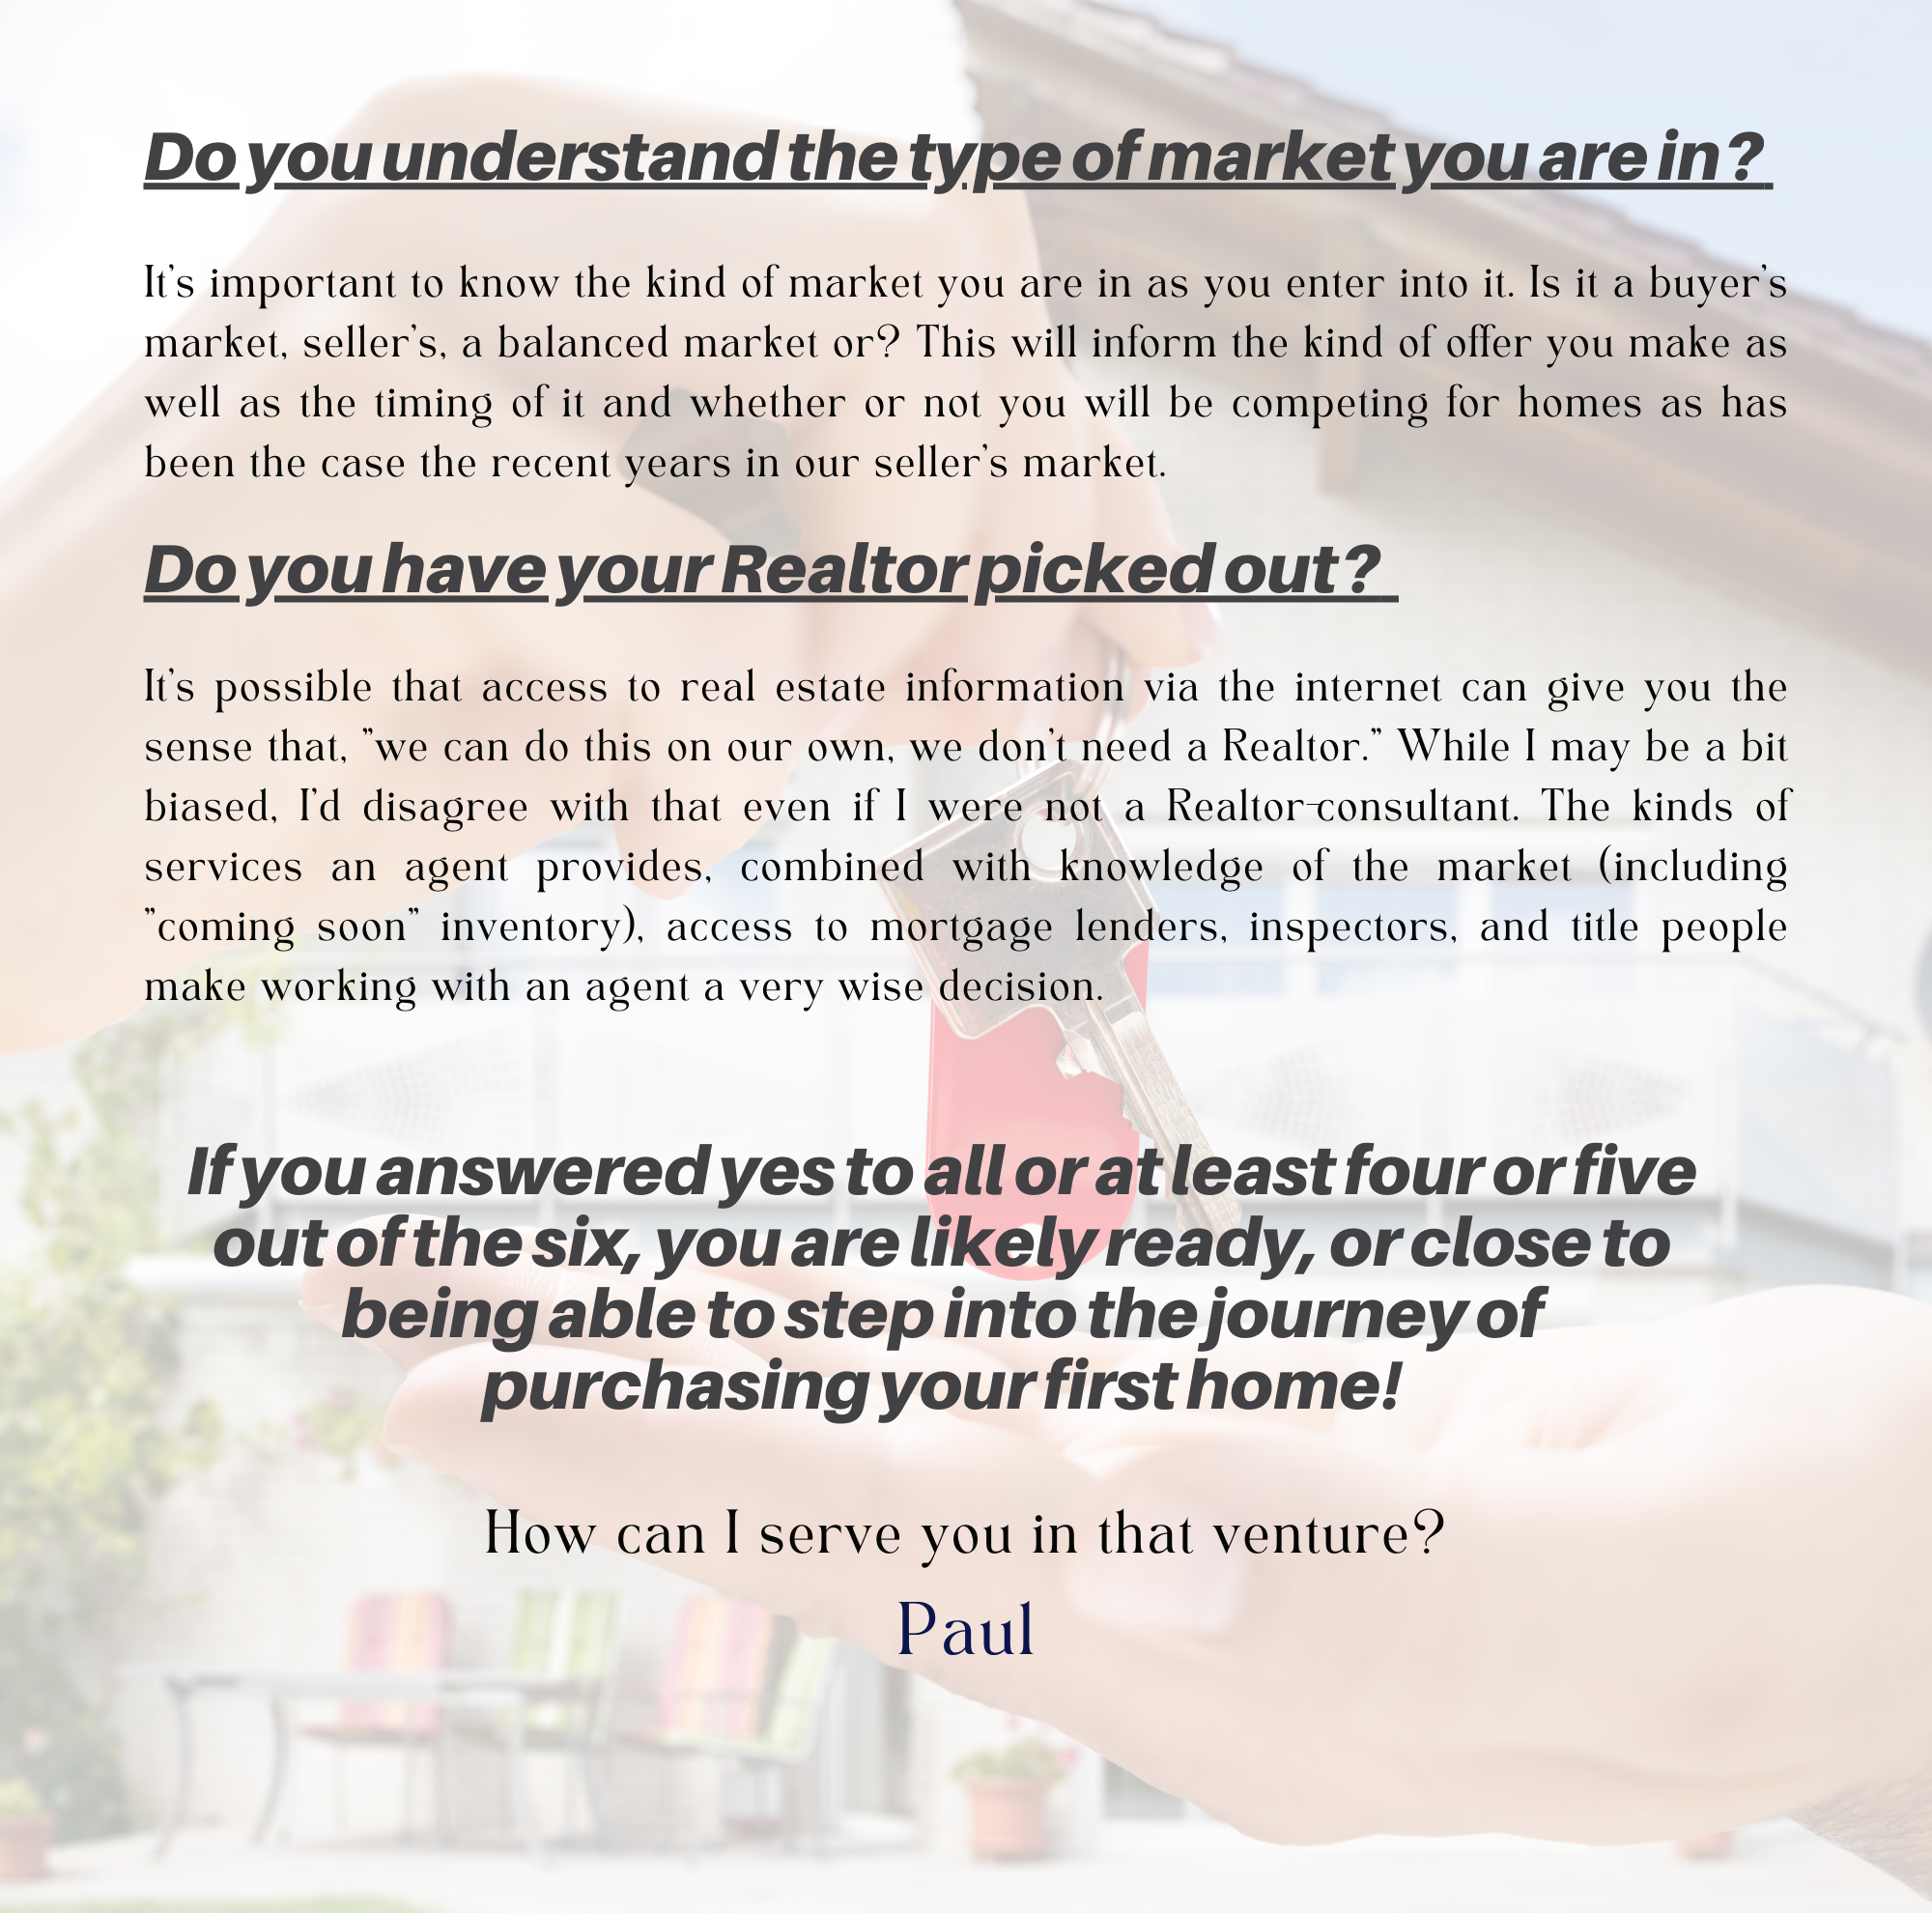 Do you understand the type of market you are in?
It's important to know the kind of market you are in as you enter into it. Is it a buyer's
market, seller's, a balanced market or? This will inform the kind of offer you make as
well as the timing of it and whether or not you will be competing for homes as has
been the case the recent years in our seller's market.
Do you have your Realtor picked out?
It's possible that access to real estate information via the internet can give you the
sense that, "we can do this on our own, we don't need a Realtor." While I may be a bit
biased, I'd disagree with that even if I were not a Realtor-consultant. The kinds of
services an agent provides, combined with knowledge of the market (including
"coming soon" inventory), access to mortgage lenders, inspectors, and title people
make working with an agent a very wise decision.
If you answered yes to all or at least four or five
out of the six, you are likely ready, or close to
being able to step into the journey of
purchasing your first home!
How can I serve you in that venture?
Paul